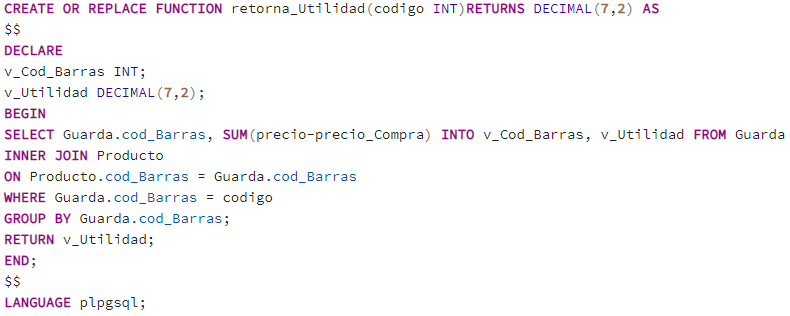 CREATE OR REPLACE FUNCTION retorna_Utilidad(codigo INT)RETURNS DECIMAL(7,2) AS
$$
DECLARE
v_Cod_Barras INT;
v_Utilidad DECIMAL(7,2);
BEGIN
SELECT Guarda.cod_Barras, SUM(precio-precio_Compra) INTO v_Cod_Barras, v_Utilidad FROM Guarda
INNER JOIN Producto
ON Producto.cod_Barras = Guarda.cod_Barras
WHERE Guarda.cod_Barras = codigo
GROUP BY Guarda.cod_Barras;
RETURN v_Utilidad;
END;
$$
LANGUAGE plpgsql;